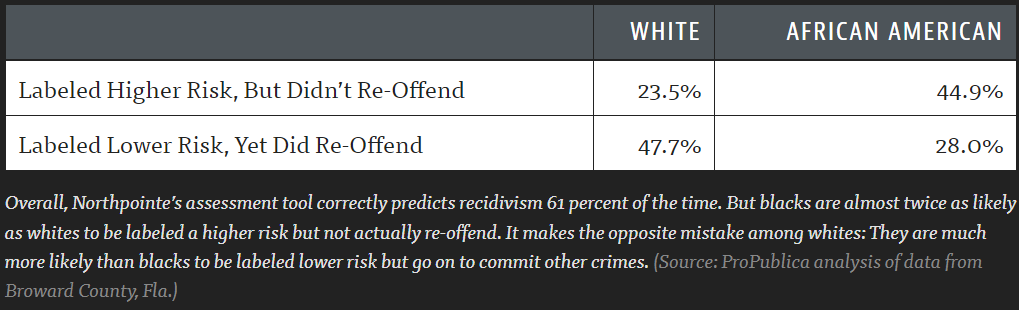 WHITE AFRICAN AMERICAN
Labeled Higher Risk, But Didn’t Re-Offend 23.5% 44.9%
Labeled Lower Risk, Yet Did Re-Offend 47.7% 28.0%
Overall, Northpointe’s assessment tool correctly predicts recidivism 61 percent of the time. But blacks are almost twice as likely
as whites to be labeled a higher risk but not actually re-offend. It makes the opposite mistake among whites: They are much
more likely than blacks to be labeled lower risk but go on to commit other crimes. (Source: ProPublica analysis of data from
Broward County, Fla.)